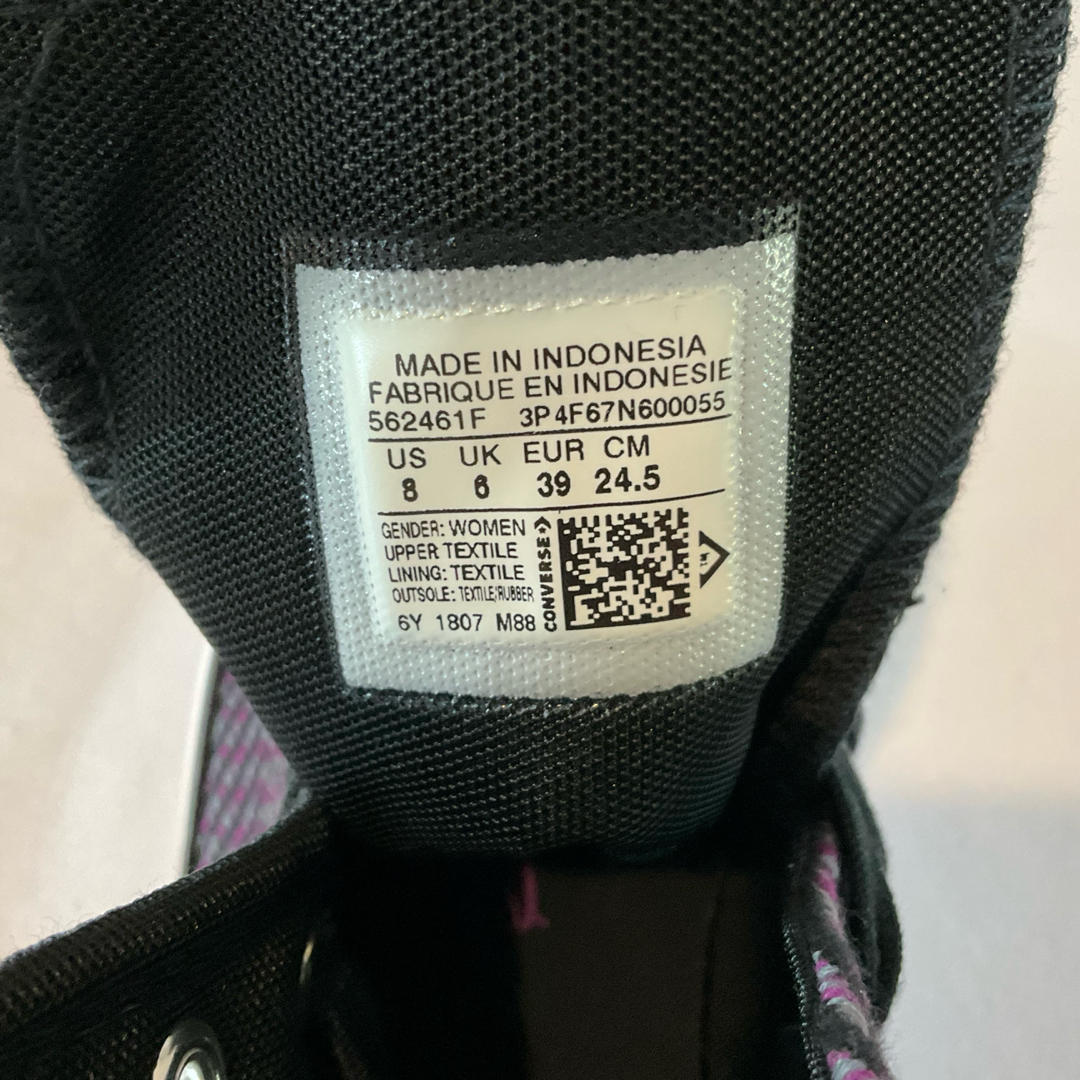 MADE IN INDONESIA
FABRIQUE EN INDONESIE
562461F 3P4F67N600055
US UK EUR CM
8 6 39 24.5
GENDER: WOMEN
UPPER TEXTILE
LINING: TEXTILE
OUTSOLE: TEXTILE/RUBBER
6Y 1807 M88
CONVERSE